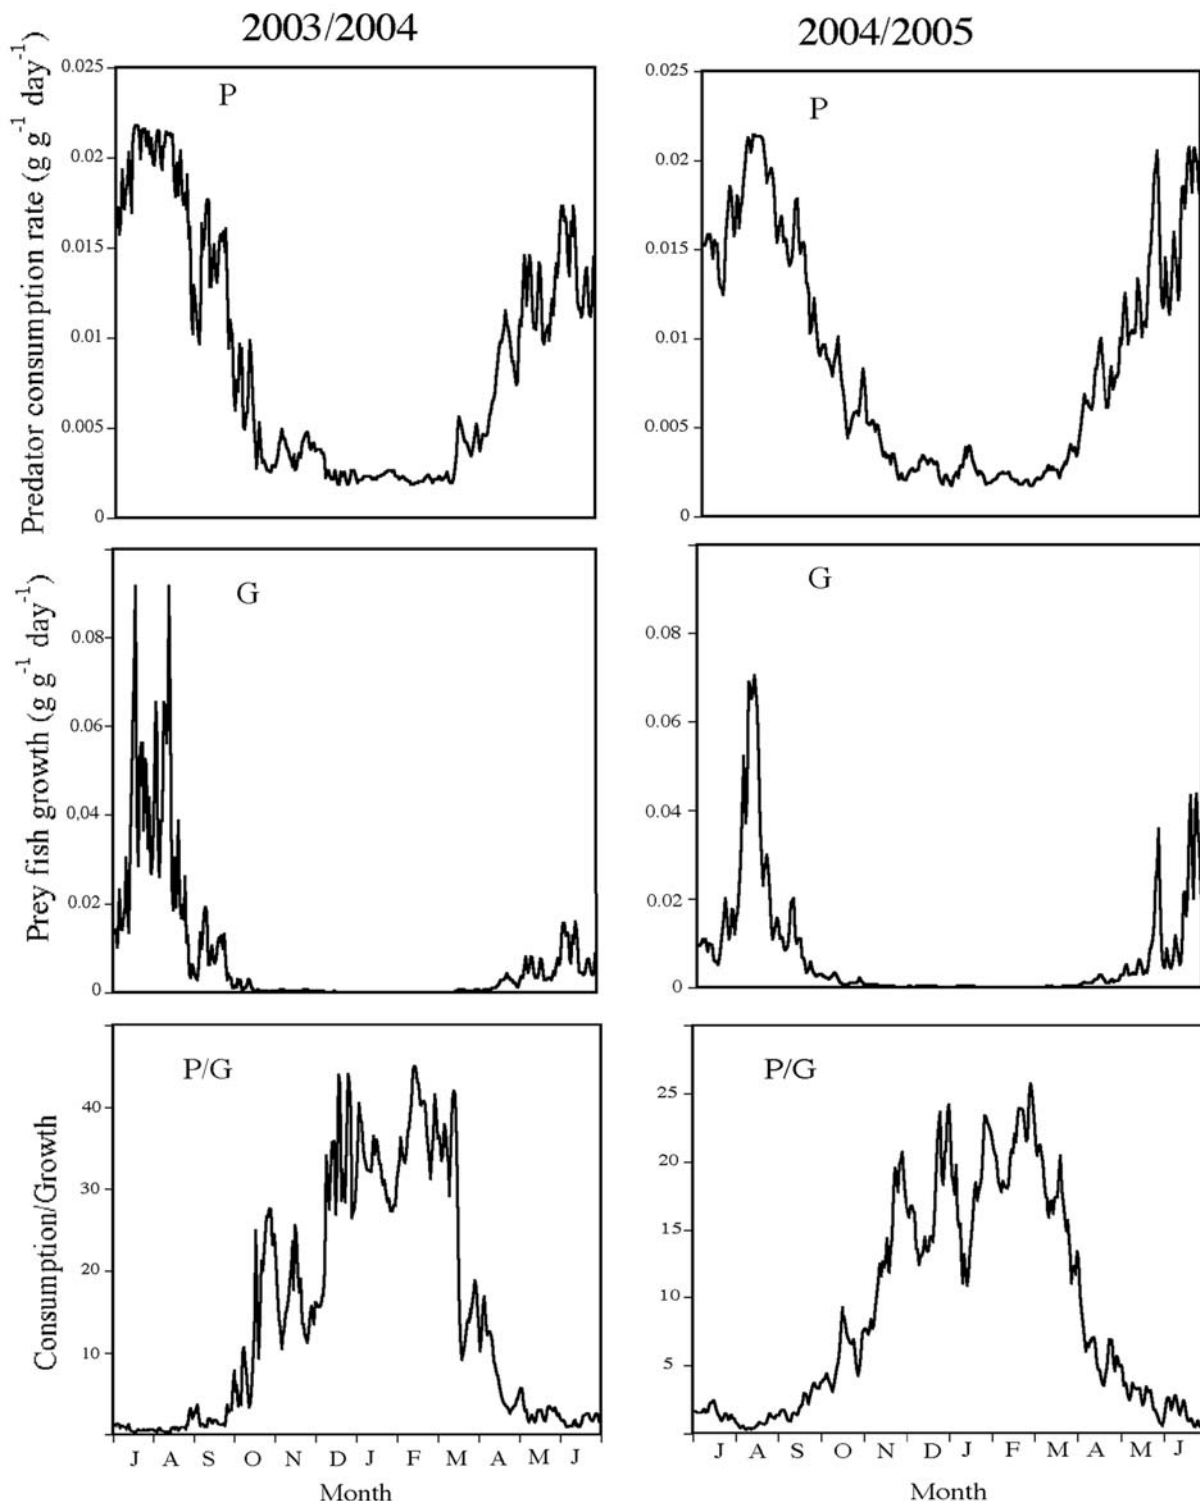 2003/2004
2004/2005
Predator consumption rate (g g⁻¹ day⁻¹)
0.025
0.02
0.015
0.01
0.005
0
P
0.025
0.02
0.015
0.01
0.005
0
P
Prey fish growth (g g⁻¹ day⁻¹)
0.08
0.06
0.04
0.02
0
G
0.08
0.06
0.04
0.02
0
G
Consumption/Growth
40
30
20
10
P/G
J A S O N D J F M A M J
Month
25
20
15
10
5
P/G
J A S O N D J F M A M J
Month